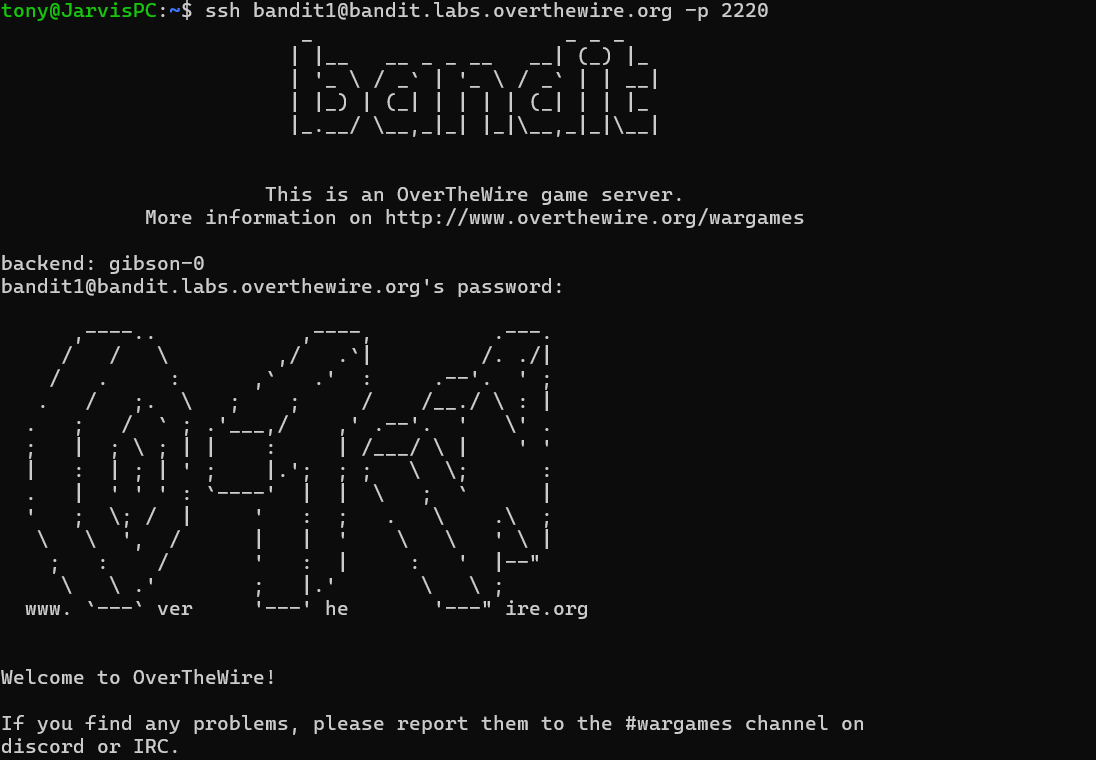 tony@JarvisPC:~$ ssh bandit1@bandit.labs.overthewire.org -p 2220
bandit
This is an OverTheWire game server.
More information on http://www.overthewire.org/wargames
backend: gibson-0
bandit1@bandit.labs.overthewire.org's password:
www. ver he ire.org
Welcome to OverTheWire!
If you find any problems, please report them to the #wargames channel on
discord or IRC.